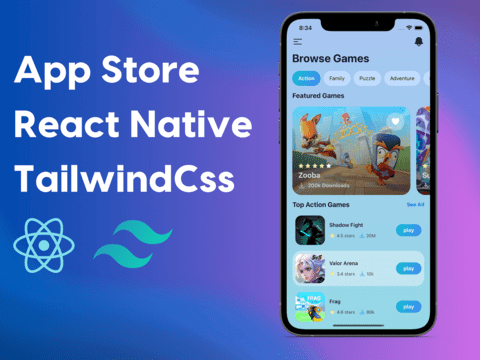 App Store
React Native
TailwindCss
8:34
Browse Games
Action
Family
Puzzle
Adventure
Featured Games
Zooba
200k Downloads
Su
Top Action Games
See All
Shadow Fight
4.5 stars
20M
play
Valor Arena
3.4 stars
10k
play
Frag
4.6 stars
80k
play